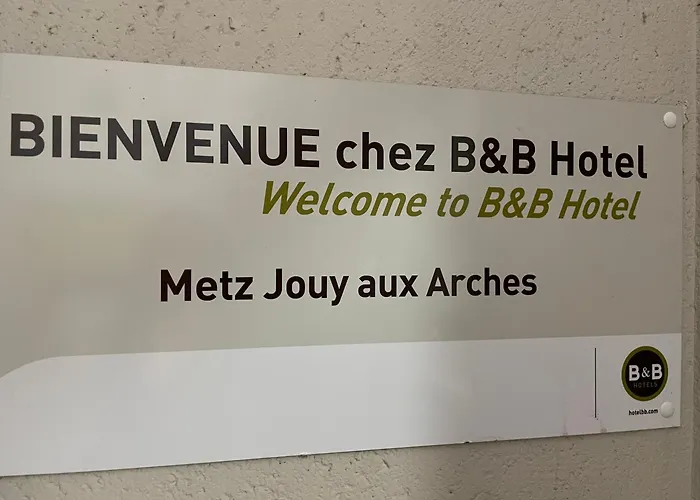 BIENVENUE chez B&B Hotel
Welcome to B&B Hotel
Metz Jouy aux Arches
B&B
HOTELS
hotelbb.com